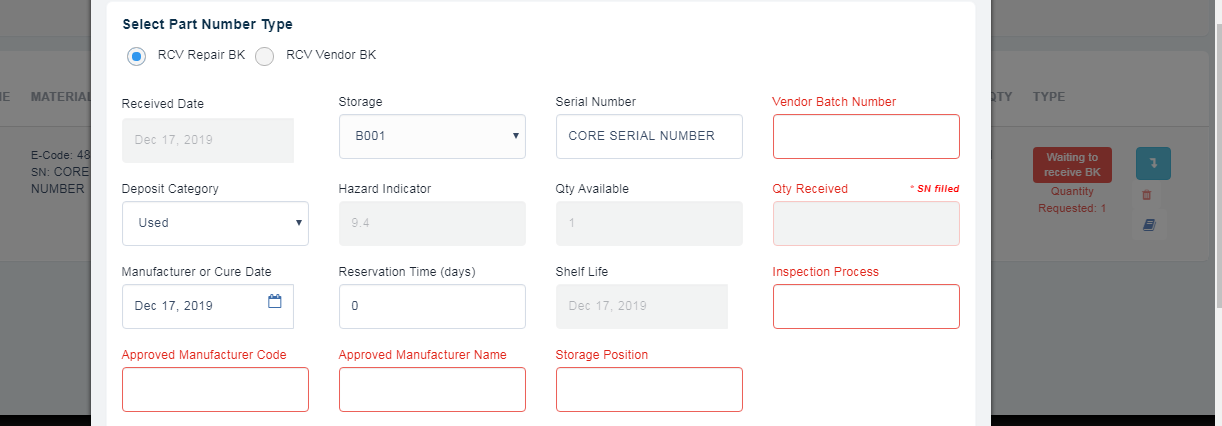 Select Part Number Type
RCV Repair BK RCV Vendor BK
Received Date Storage Serial Number Vendor Batch Number
Dec 17, 2019 B001 CORE SERIAL NUMBER
Deposit Category Hazard Indicator Qty Available Qty Received * SN filled
Used 9.4 1
Manufacturer or Cure Date Reservation Time (days) Shelf Life Inspection Process
Dec 17, 2019 0 Dec 17, 2019
Approved Manufacturer Code Approved Manufacturer Name Storage Position
MATERIAL
E-Code: 48
SN: CORE
NUMBER
QTY TYPE
Waiting to
receive BK
Quantity
Requested: 1